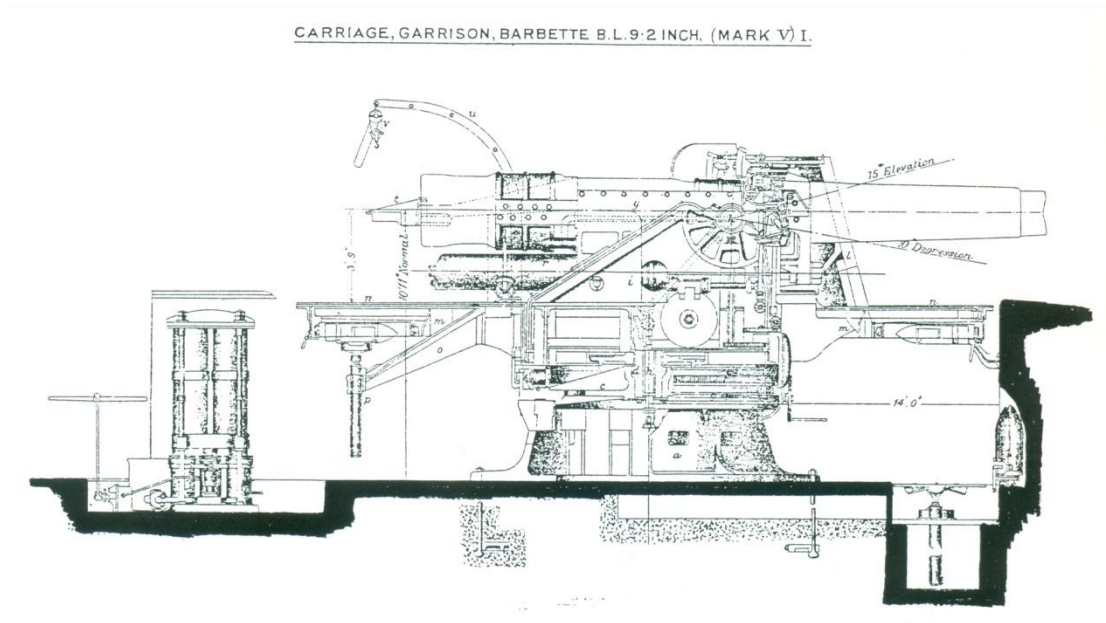 CARRIAGE, GARRISON, BARBETTE B.L. 9·2 INCH, (MARK V) I.
u
v
15° Elevation
t
g
10° Depression
3'. 9"
10'11" Normal
r
i
l
n
n
m
m
o
c
p
14'. 0"
a